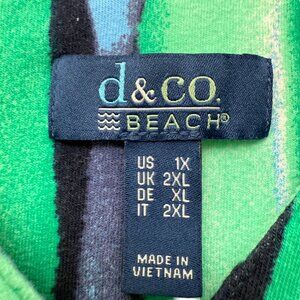 d&co.
BEACH®
US 1X
UK 2XL
DE XL
IT 2XL
MADE IN
VIETNAM